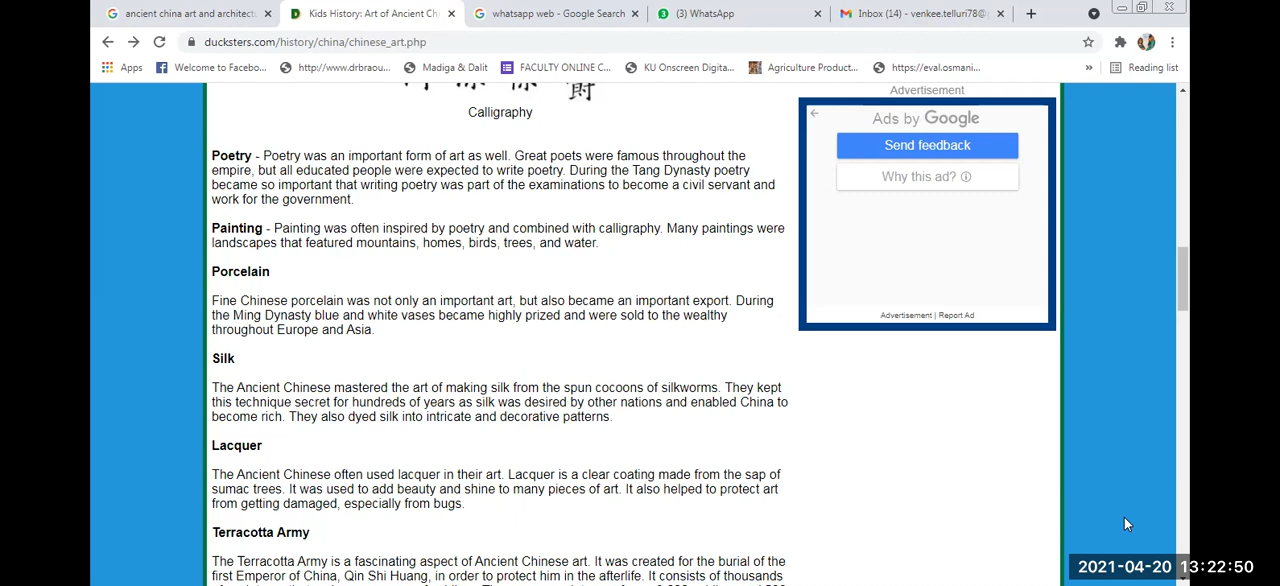 ancient china art and architectu
Kids History: Art of Ancient Ch
whatsapp web - Google Search
(3) WhatsApp
Inbox (14) - venkee.telluri78@
ducksters.com/history/china/chinese_art.php
Apps
Welcome to Facebo...
http://www.drbraou...
Madiga & Dalit
FACULTY ONLINE C...
KU Onscreen Digita...
Agriculture Product...
https://eval.osmani...
»
Reading list
Calligraphy
Poetry - Poetry was an important form of art as well. Great poets were famous throughout the
empire, but all educated people were expected to write poetry. During the Tang Dynasty poetry
became so important that writing poetry was part of the examinations to become a civil servant and
work for the government.
Painting - Painting was often inspired by poetry and combined with calligraphy. Many paintings were
landscapes that featured mountains, homes, birds, trees, and water.
Porcelain
Fine Chinese porcelain was not only an important art, but also became an important export. During
the Ming Dynasty blue and white vases became highly prized and were sold to the wealthy
throughout Europe and Asia.
Silk
The Ancient Chinese mastered the art of making silk from the spun cocoons of silkworms. They kept
this technique secret for hundreds of years as silk was desired by other nations and enabled China to
become rich. They also dyed silk into intricate and decorative patterns.
Lacquer
The Ancient Chinese often used lacquer in their art. Lacquer is a clear coating made from the sap of
sumac trees. It was used to add beauty and shine to many pieces of art. It also helped to protect art
from getting damaged, especially from bugs.
Terracotta Army
The Terracotta Army is a fascinating aspect of Ancient Chinese art. It was created for the burial of the
first Emperor of China, Qin Shi Huang, in order to protect him in the afterlife. It consists of thousands
Advertisement
Ads by Google
Send feedback
Why this ad?
Advertisement | Report Ad
2021-04-20 13:22:50